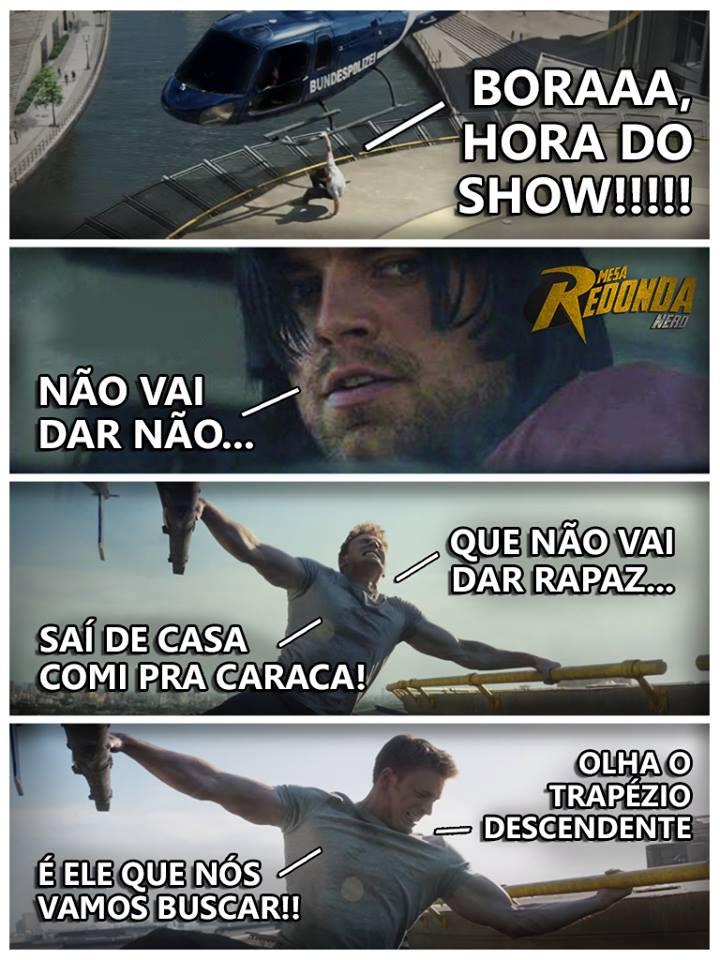 BUNDESPOLIZEI
BORAAA,
HORA DO
SHOW!!!!!
MESA
REDONDA
NERD
NÃO VAI
DAR NÃO...
QUE NÃO VAI
DAR RAPAZ...
SAÍ DE CASA
COMI PRA CARACA!
OLHA O
TRAPÉZIO
DESCENDENTE
É ELE QUE NÓS
VAMOS BUSCAR!!